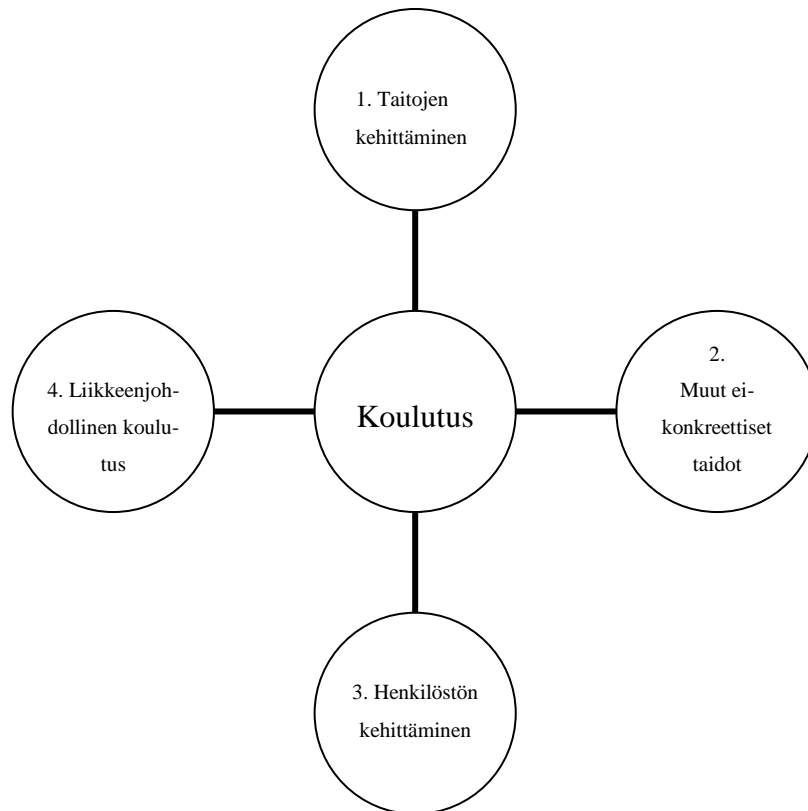 1. Taitojen
kehittäminen
4. Liikkeenjoh-
dollinen koulu-
tus
Koulutus
2.
Muut ei-
konkreettiset
taidot
3. Henkilöstön
kehittäminen